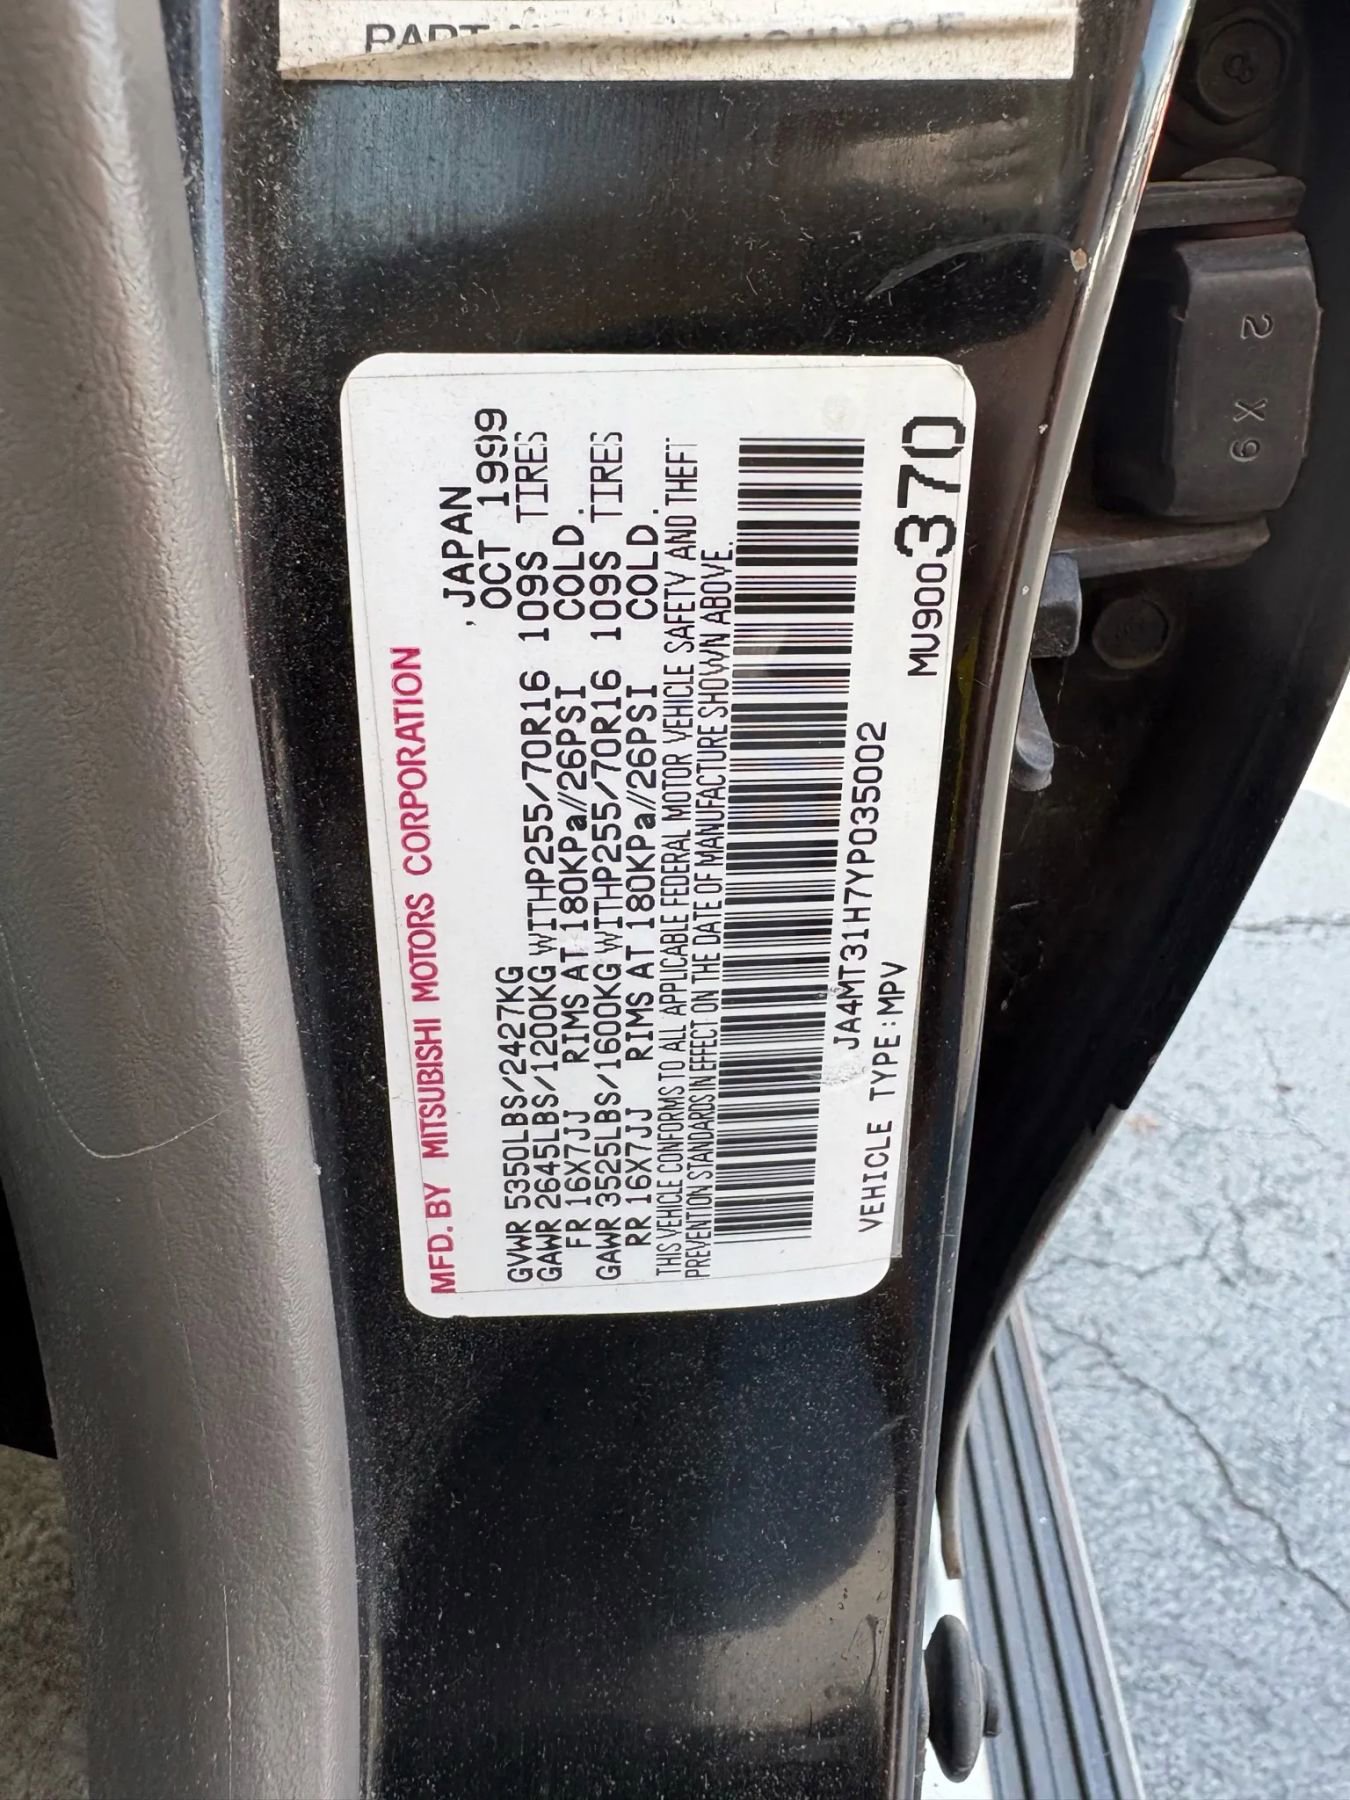 MFD. BY MITSUBISHI MOTORS CORPORATION
, JAPAN
GVWR 5350LBS/2427KG OCT 1999
GAWR 2645LBS/1200KG WITHP255/70R16 109S TIRES
FR 16X7JJ RIMS AT 180KPa//26PSI COLD.
GAWR 3525LBS/1600KG WITHP255/70R16 109S TIRES
RR 16X7JJ RIMS AT 180KPa//26PSI COLD.
THIS VEHICLE CONFORMS TO ALL APPLICABLE FEDERAL MOTOR VEHICLE SAFETY AND THEFT
PREVENTION STANDARDS IN EFFECT ON THE DATE OF MANUFACTURE SHOWN ABOVE.
JA4MT31H7YP035002
VEHICLE TYPE:MPV MU900370
PART
8
2 X9